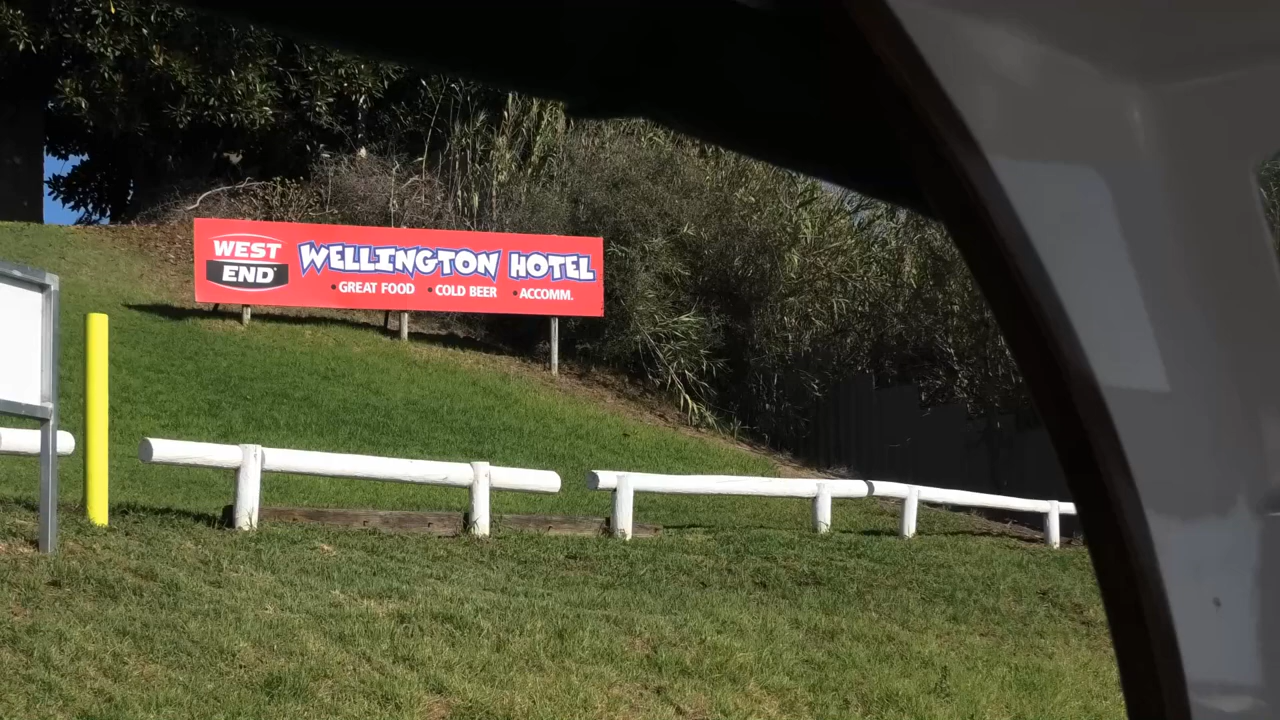 WEST
END
WELLINGTON HOTEL
•GREAT FOOD •COLD BEER •ACCOMM.